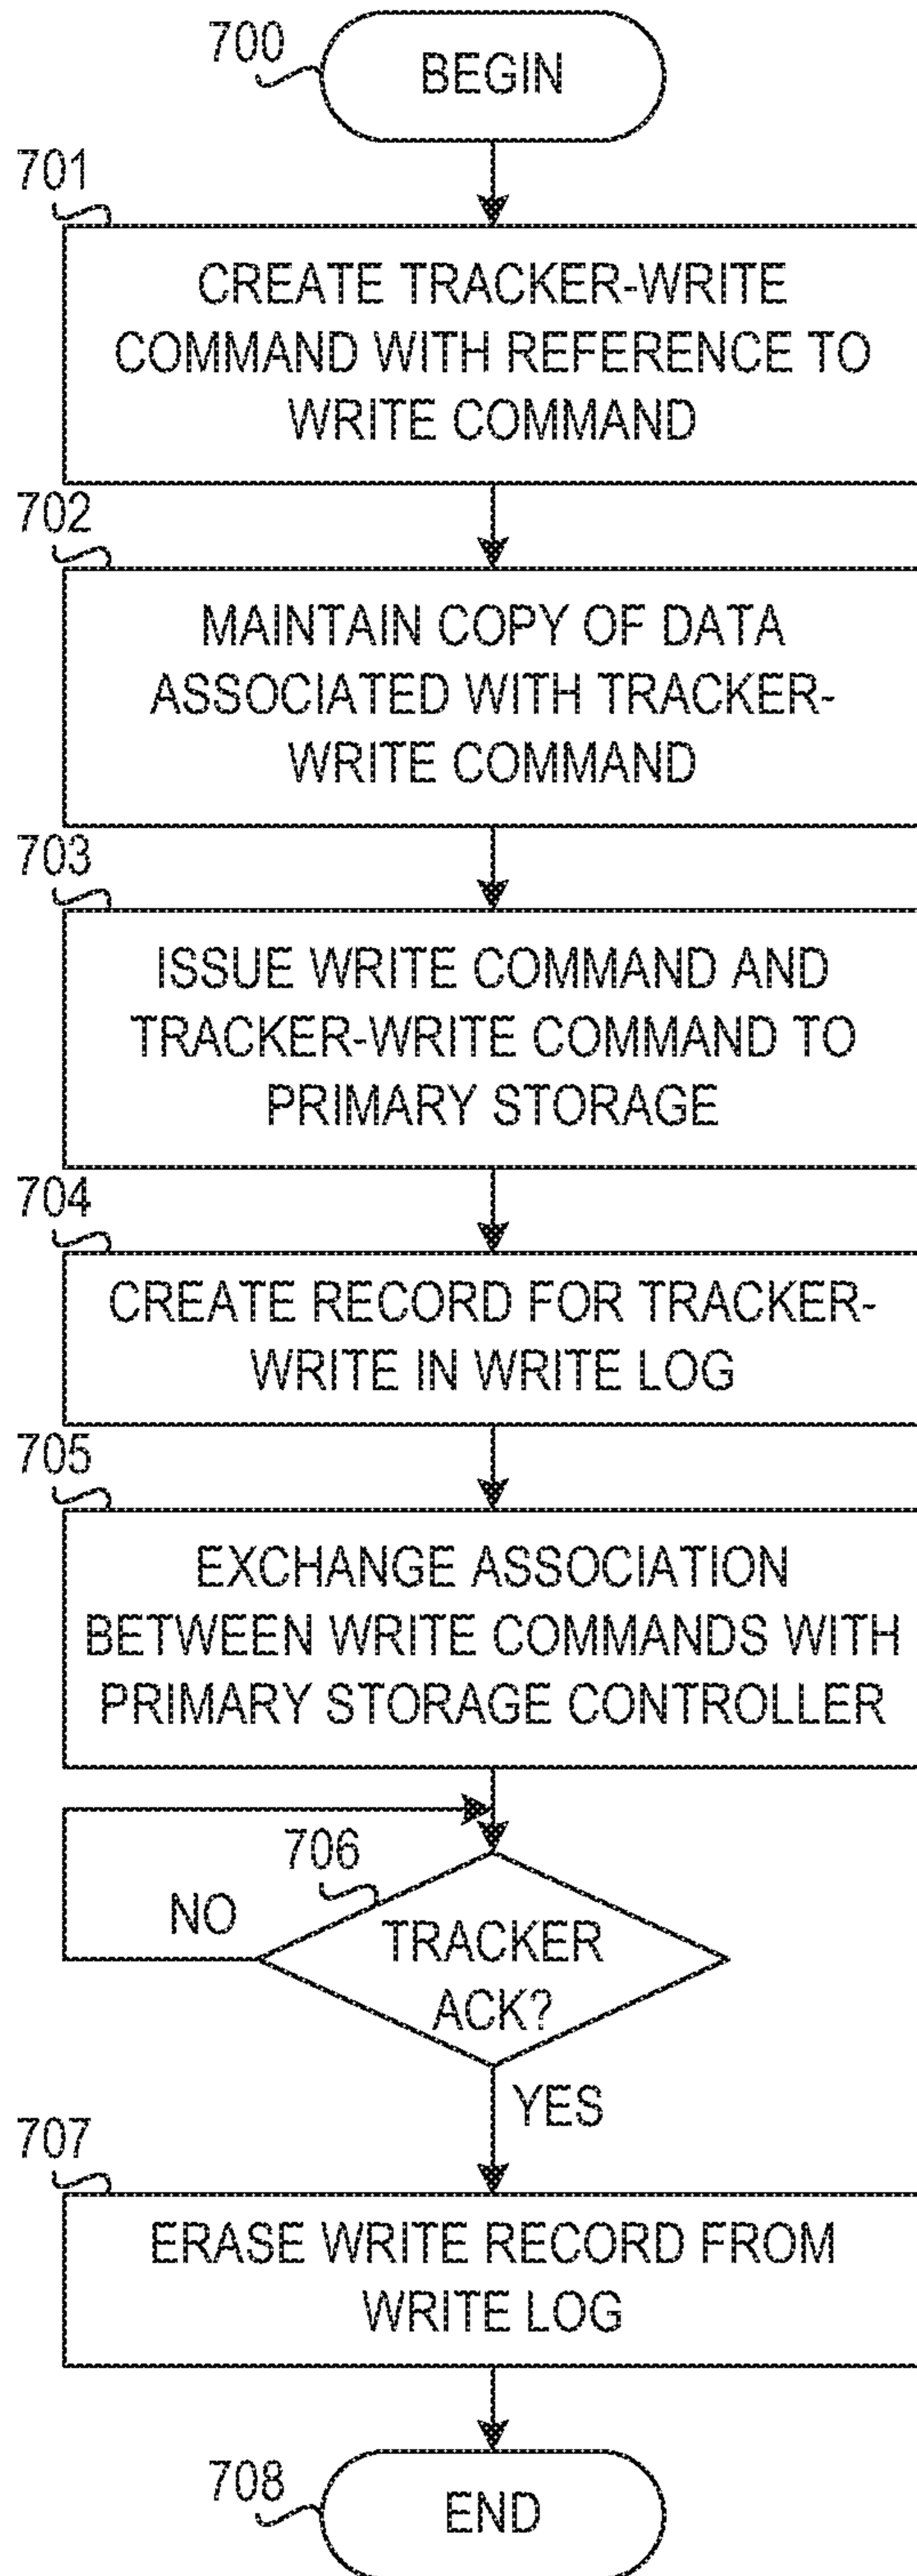 700
BEGIN
701
CREATE TRACKER-WRITE
COMMAND WITH REFERENCE TO
WRITE COMMAND
702
MAINTAIN COPY OF DATA
ASSOCIATED WITH TRACKER-
WRITE COMMAND
703
ISSUE WRITE COMMAND AND
TRACKER-WRITE COMMAND TO
PRIMARY STORAGE
704
CREATE RECORD FOR TRACKER-
WRITE IN WRITE LOG
705
EXCHANGE ASSOCIATION
BETWEEN WRITE COMMANDS WITH
PRIMARY STORAGE CONTROLLER
706
NO
TRACKER
ACK?
YES
707
ERASE WRITE RECORD FROM
WRITE LOG
708
END